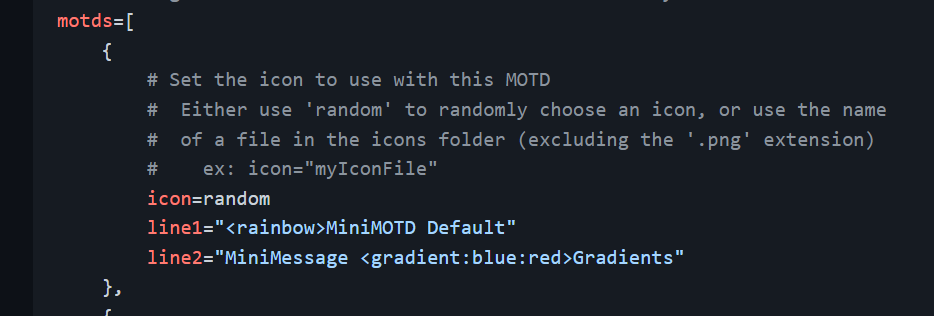 motds=[
{
# Set the icon to use with this MOTD
#  Either use 'random' to randomly choose an icon, or use the name
#  of a file in the icons folder (excluding the '.png' extension)
#    ex: icon="myIconFile"
icon=random
line1="<rainbow>MiniMOTD Default"
line2="MiniMessage <gradient:blue:red>Gradients"
},